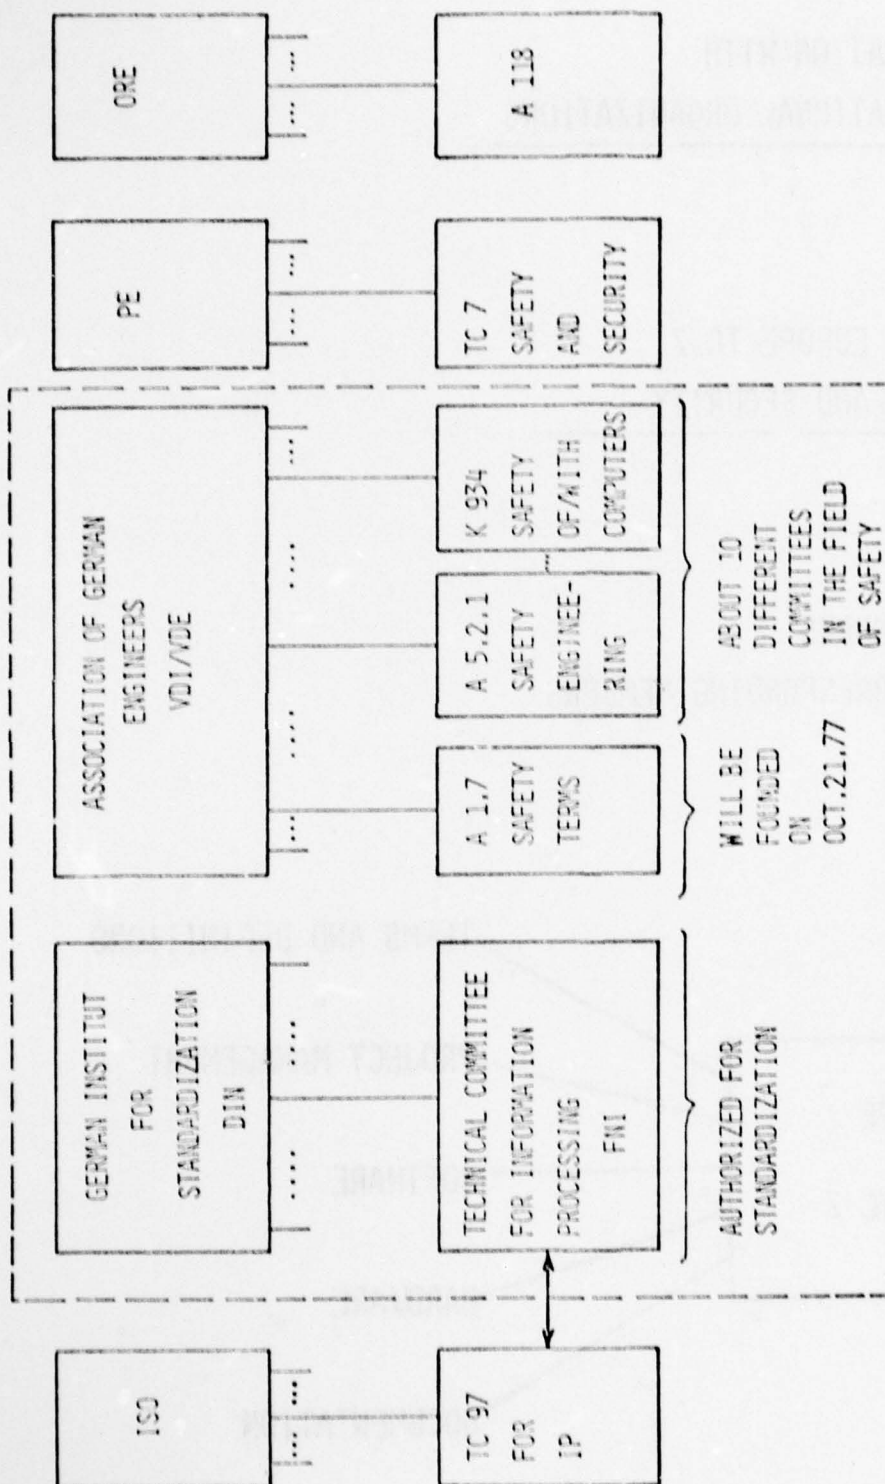 ISO
GERMAN INSTITUT
FOR
STANDARDIZATION
DIN
ASSOCIATION OF GERMAN
ENGINEERS
VDI/VDE
PE
ORE
TC 97
FOR
IP
TECHNICAL COMMITTEE
FOR INFORMATION
PROCESSING
FNI
A 1.7
SAFETY
TERMS
A 5.2.1
SAFETY
ENGINEE-
RING
K 934
SAFETY
OF/WITH
COMPUTERS
TC 7
SAFETY
AND
SECURITY
A 118
AUTHORIZED FOR
STANDARDIZATION
WILL BE
FOUNDED
ON
OCT.21.77
ABOUT 10
DIFFERENT
COMMITTEES
IN THE FIELD
OF SAFETY